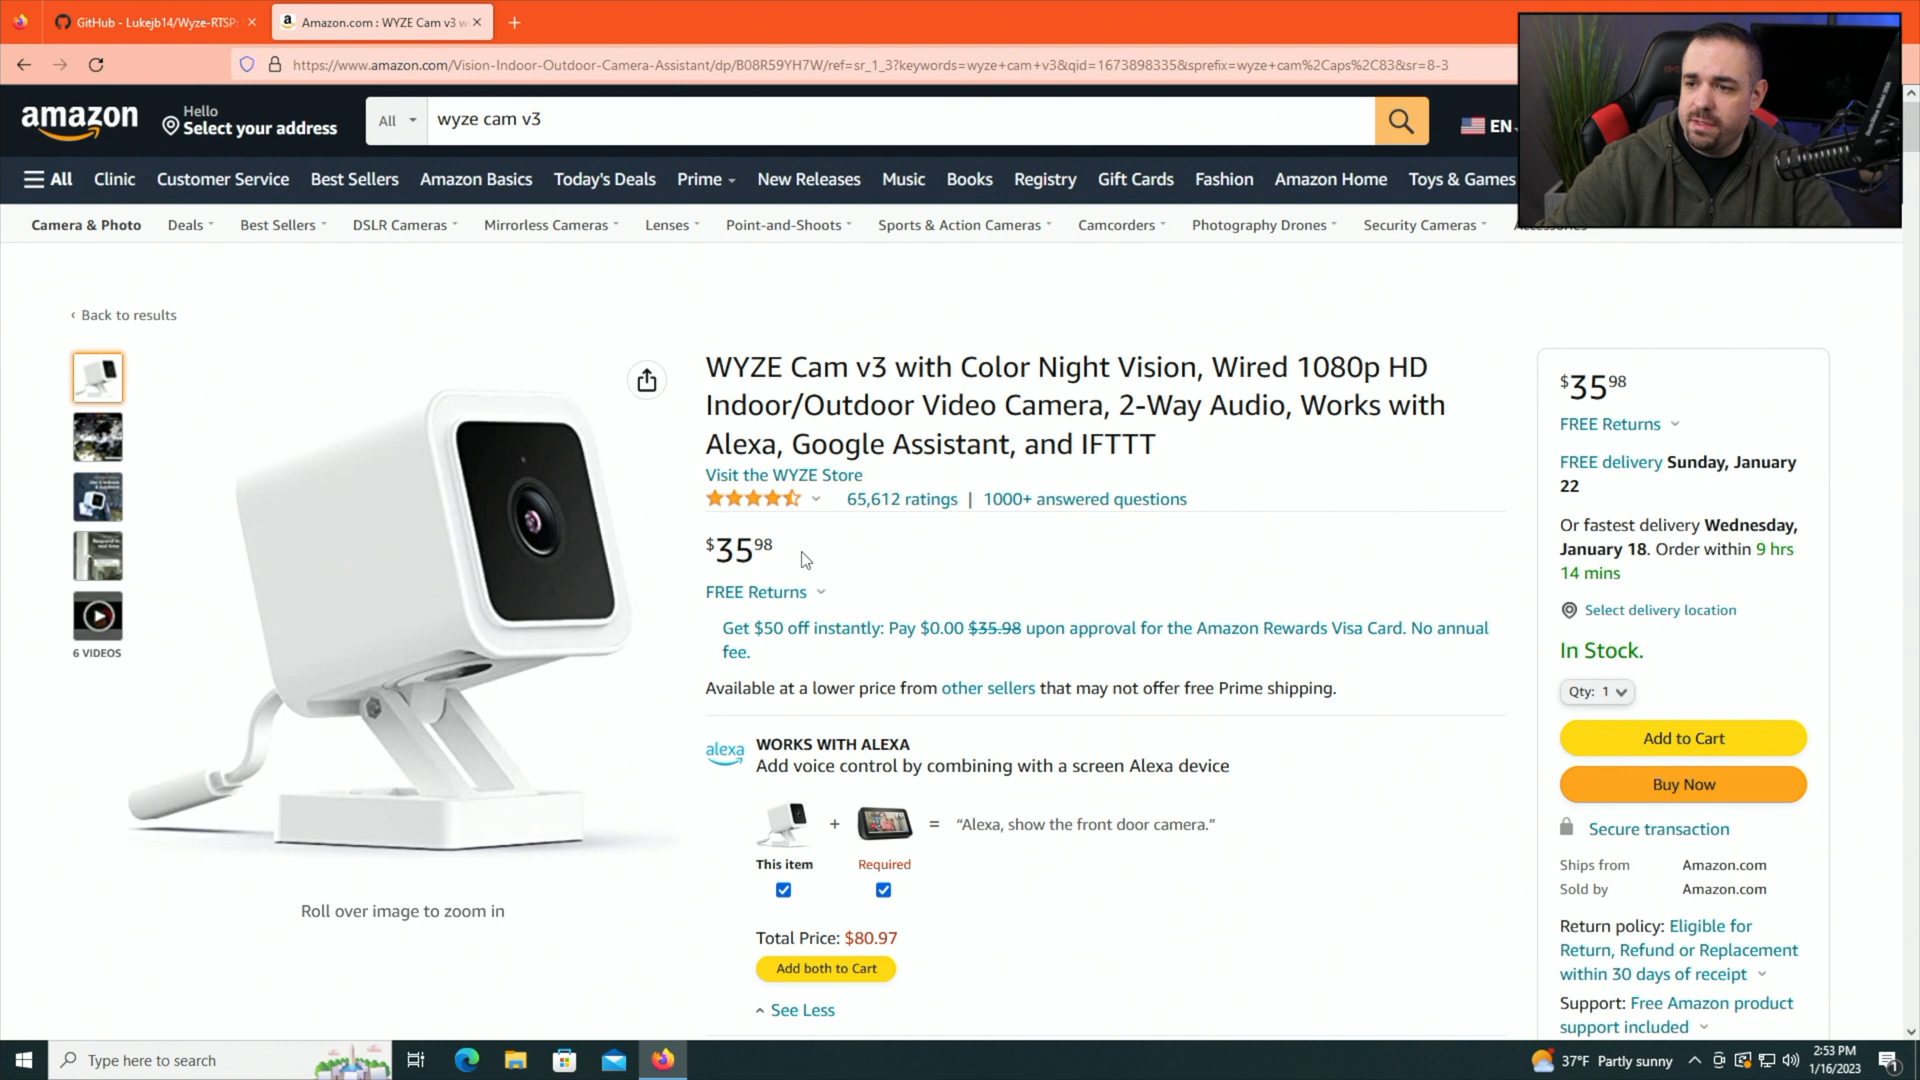 GitHub - Lukejb14/Wyze-RTSP:
Amazon.com : WYZE Cam v3 w
https://www.amazon.com/Vision-Indoor-Outdoor-Camera-Assistant/dp/B08R59YH7W/ref=sr_1_3?keywords=wyze+cam+v3&qid=1673898335&sprefix=wyze+cam%2Caps%2C83&sr=8-3
amazon
Hello
Select your address
All
wyze cam v3
EN
All
Clinic
Customer Service
Best Sellers
Amazon Basics
Today's Deals
Prime
New Releases
Music
Books
Registry
Gift Cards
Fashion
Amazon Home
Toys & Games
Camera & Photo
Deals
Best Sellers
DSLR Cameras
Mirrorless Cameras
Lenses
Point-and-Shoots
Sports & Action Cameras
Camcorders
Photography Drones
Security Cameras
Accessories
‹ Back to results
6 VIDEOS
Roll over image to zoom in
WYZE Cam v3 with Color Night Vision, Wired 1080p HD
Indoor/Outdoor Video Camera, 2-Way Audio, Works with
Alexa, Google Assistant, and IFTTT
Visit the WYZE Store
65,612 ratings | 1000+ answered questions
$35 98
FREE Returns
Get $50 off instantly: Pay $0.00 $35.98 upon approval for the Amazon Rewards Visa Card. No annual
fee.
Available at a lower price from other sellers that may not offer free Prime shipping.
alexa
WORKS WITH ALEXA
Add voice control by combining with a screen Alexa device
+ = “Alexa, show the front door camera.”
This item
Required
Total Price: $80.97
Add both to Cart
See Less
$35 98
FREE Returns
FREE delivery Sunday, January
22
Or fastest delivery Wednesday,
January 18. Order within 9 hrs
14 mins
Select delivery location
In Stock.
Qty: 1
Add to Cart
Buy Now
Secure transaction
Ships from Amazon.com
Sold by Amazon.com
Return policy: Eligible for
Return, Refund or Replacement
within 30 days of receipt
Support: Free Amazon product
support included
Type here to search
37°F Partly sunny
2:53 PM
1/16/2023
1